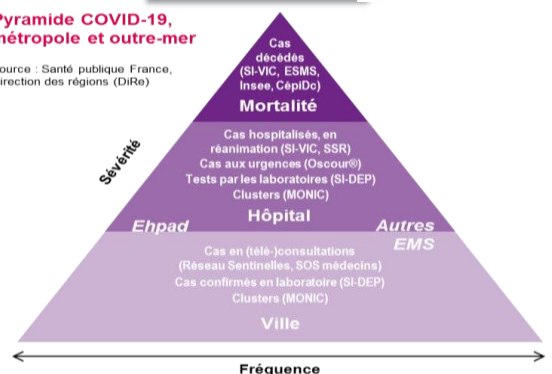 Pyramide COVID-19,
métropole et outre-mer
Source : Santé publique France,
direction des régions (DiRe)
Cas
décédés
(SI-VIC, ESMS,
Insee, CépiDc)
Mortalité
Sévérité
Cas hospitalisés, en
réanimation (SI-VIC, SSR)
Cas aux urgences (Oscour®)
Tests par les laboratoires (SI-DEP)
Clusters (MONIC)
Hôpital
Ehpad
Autres
EMS
Cas en (télé-)consultations
(Réseau Sentinelles, SOS médecins)
Cas confirmés en laboratoire (SI-DEP)
Clusters (MONIC)
Ville
Fréquence